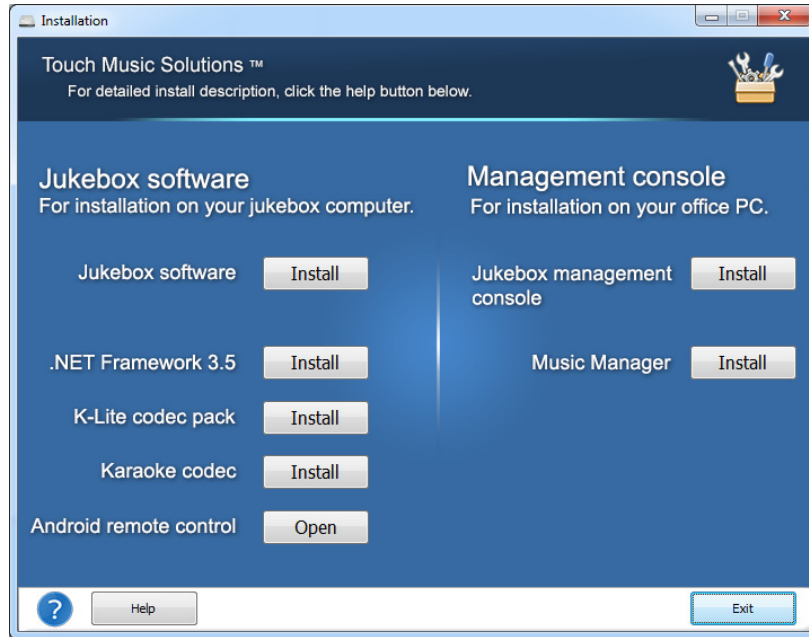 Installation
Touch Music Solutions ™
For detailed install description, click the help button below.
Jukebox software
For installation on your jukebox computer.
Jukebox software
Install
.NET Framework 3.5
Install
K-Lite codec pack
Install
Karaoke codec
Install
Android remote control
Open
Management console
For installation on your office PC.
Jukebox management
console
Install
Music Manager
Install
?
Help
Exit